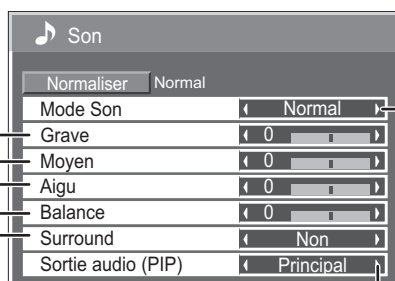 Son
Normaliser Normal
Mode Son Normal
Grave 0
Moyen 0
Aigu 0
Balance 0
Surround Non
Sortie audio (PIP) Principal